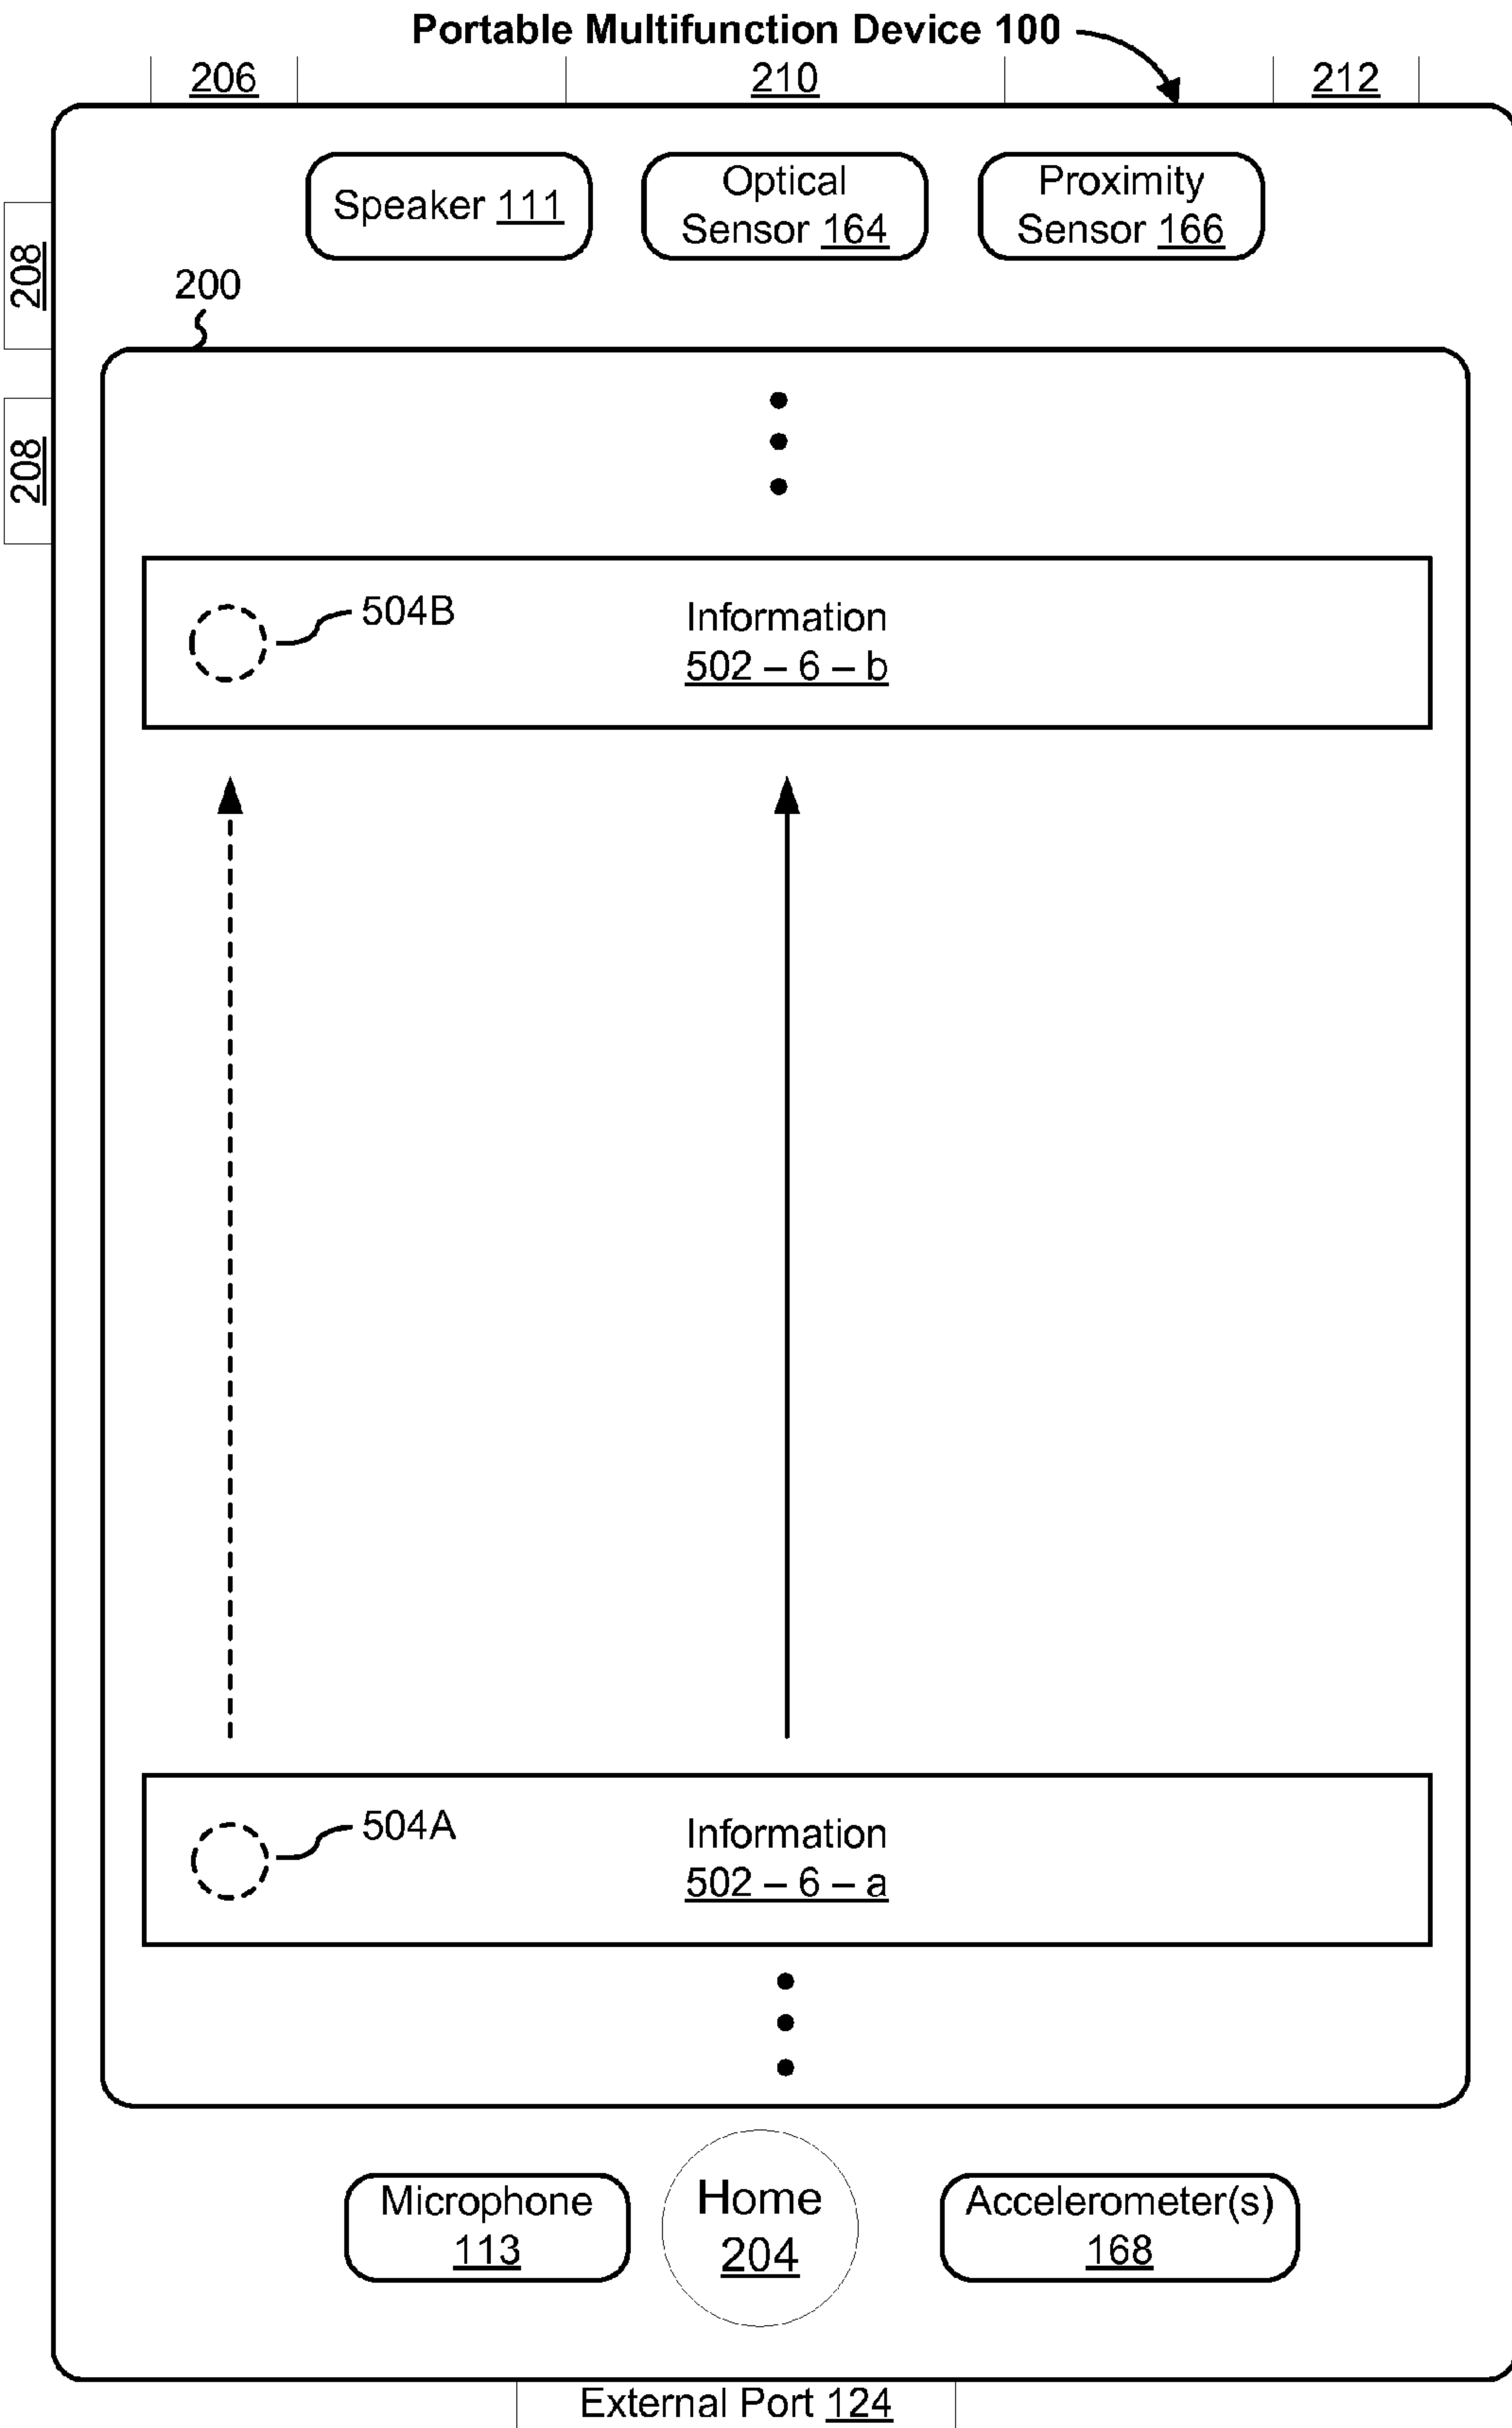 Portable Multifunction Device 100
206
210
212
Speaker 111
Optical
Sensor 164
Proximity
Sensor 166
208
200
208
504B
Information
502 – 6 – b
504A
Information
502 – 6 – a
Microphone
113
Home
204
Accelerometer(s)
168
External Port 124